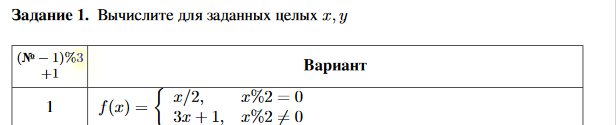 Задание 1. Вычислите для заданных целых x, y
(№ − 1)%3
+1
Вариант
1
f(x) = { x/2, x%2 = 0
3x + 1, x%2 ≠ 0